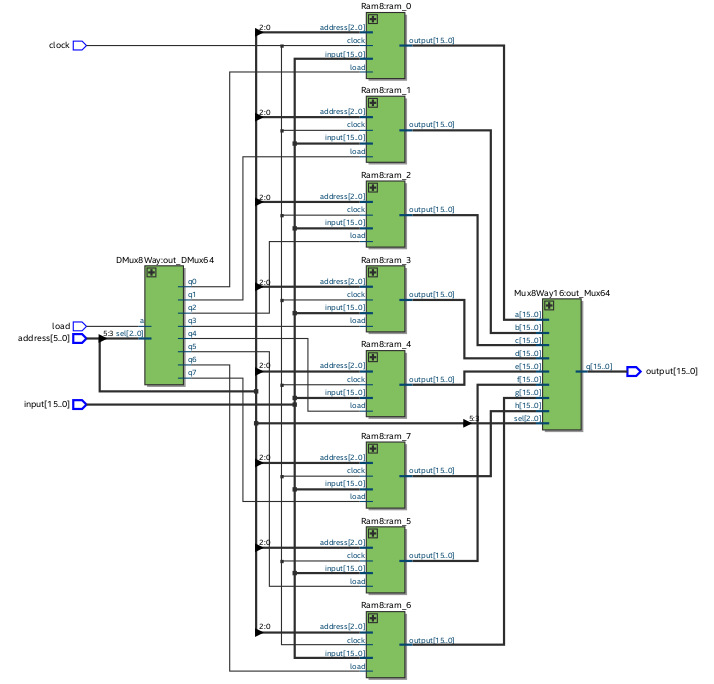 Ram8:ram_0
2:0
address[2..0]
clock
clock
output[15..0]
input[15..0]
load
Ram8:ram_1
2:0
address[2..0]
clock
output[15..0]
input[15..0]
load
Ram8:ram_2
2:0
address[2..0]
clock
output[15..0]
input[15..0]
load
DMux8Way:out_DMux64
Ram8:ram_3
2:0
address[2..0]
q0
q1
clock
output[15..0]
q2
input[15..0]
load
a
q3
load
address[5..0]
5:3
sel[2..0]
q4
q5
q6
q7
input[15..0]
Mux8Way16:out_Mux64
a[15..0]
b[15..0]
c[15..0]
d[15..0]
e[15..0]
f[15..0]
g[15..0]
h[15..0]
5:3
sel[2..0]
q[15..0]
output[15..0]
Ram8:ram_4
2:0
address[2..0]
clock
output[15..0]
input[15..0]
load
Ram8:ram_7
2:0
address[2..0]
clock
output[15..0]
input[15..0]
load
Ram8:ram_5
2:0
address[2..0]
clock
output[15..0]
input[15..0]
load
Ram8:ram_6
2:0
address[2..0]
clock
output[15..0]
input[15..0]
load